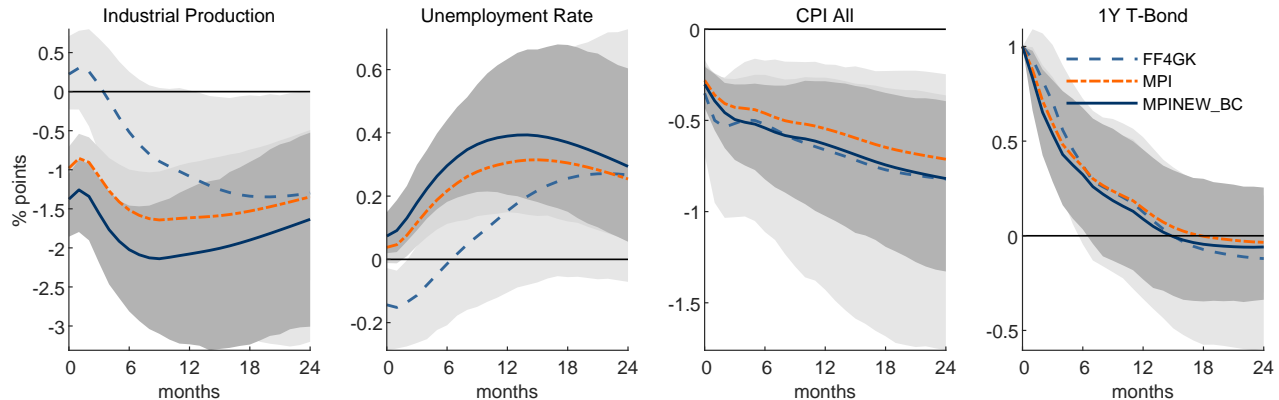 Industrial Production
Unemployment Rate
CPI All
1Y T-Bond
% points
0.5
0
-0.5
-1
-1.5
-2
-2.5
-3
0 6 12 18 24
months
0.6
0.4
0.2
0
-0.2
0 6 12 18 24
months
0
-0.5
-1
-1.5
0 6 12 18 24
months
1
0.5
0
-0.5
0 6 12 18 24
months
FF4GK
MPI
MPINEW_BC